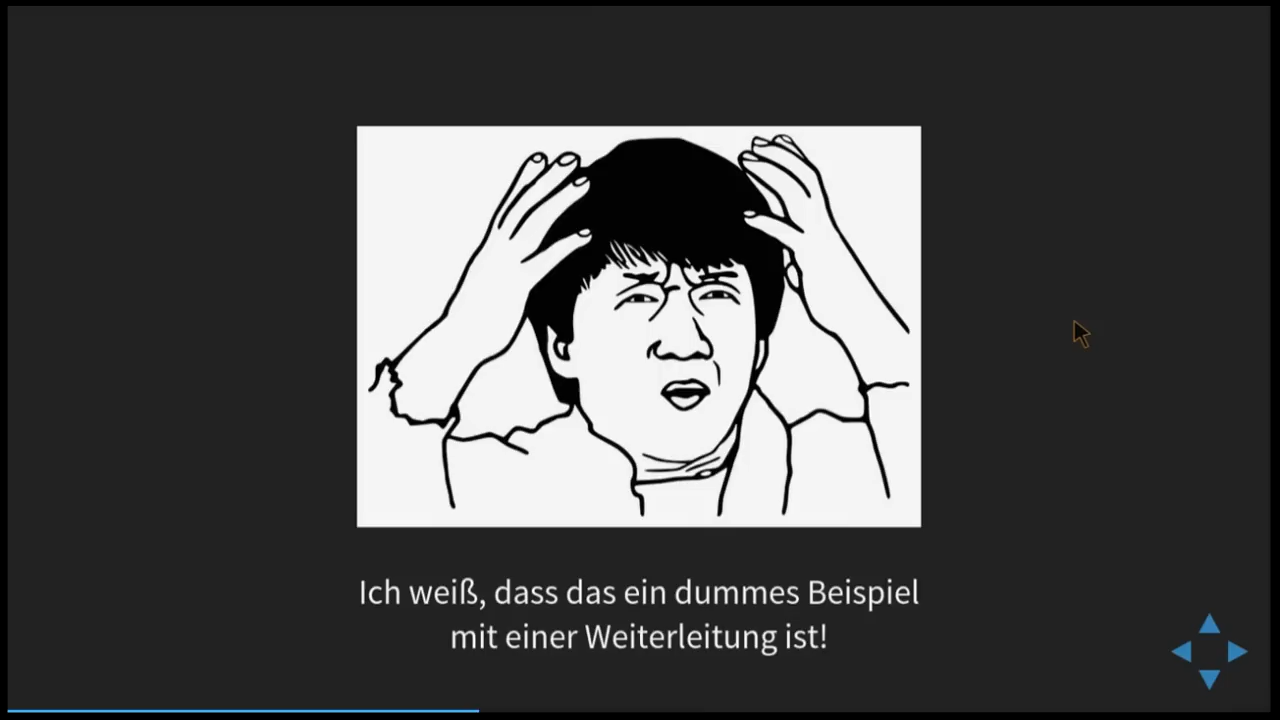 Ich weiß, dass das ein dummes Beispiel
mit einer Weiterleitung ist!